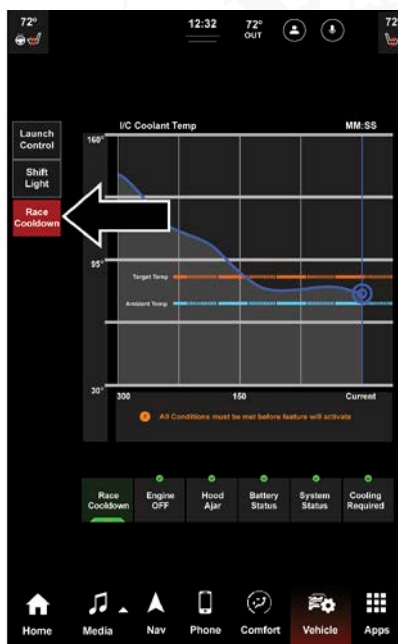 72°
12:32
72°
OUT
72
Launch
Control
Shift
Light
Race
Cooldown
I/C Coolant Temp
MM:SS
160°
95°
Target Temp
Ambient Temp
30°
300
150
Current
All Conditions must be met before feature will activate
Race
Cooldown
Engine
OFF
Hood
Ajar
Battery
Status
System
Status
Cooling
Required
Home
Media
Nav
Phone
Comfort
Vehicle
Apps